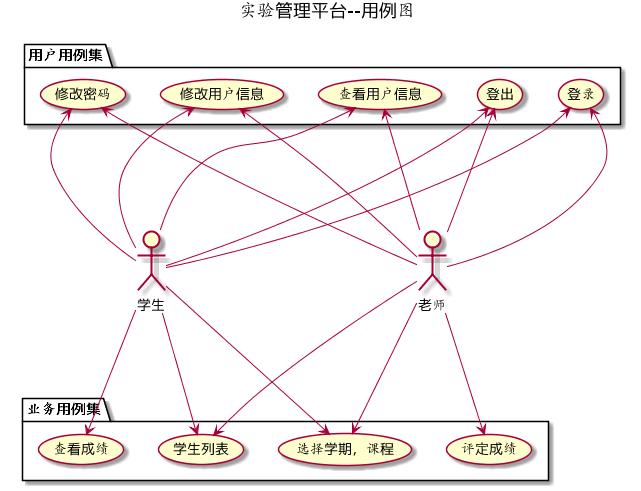 实验管理平台--用例图
用户用例集
修改密码
修改用户信息
查看用户信息
登出
登录
学生
老师
业务用例集
查看成绩
学生列表
选择学期，课程
评定成绩